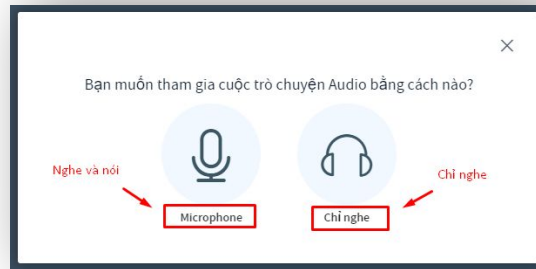 Bạn muốn tham gia cuộc trò chuyện Audio bằng cách nào?
Nghe và nói
Chỉ nghe
Microphone
Chỉ nghe